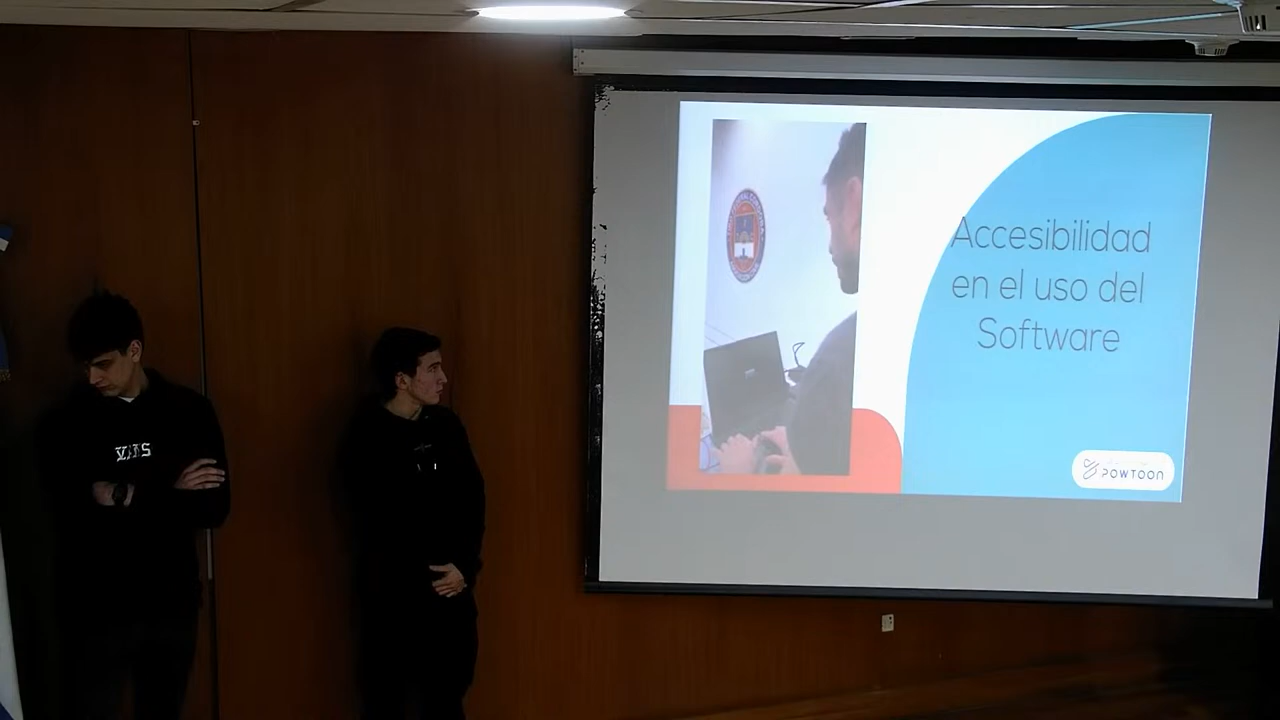 Accesibilidad
en el uso del
Software
POWTOON
VANS